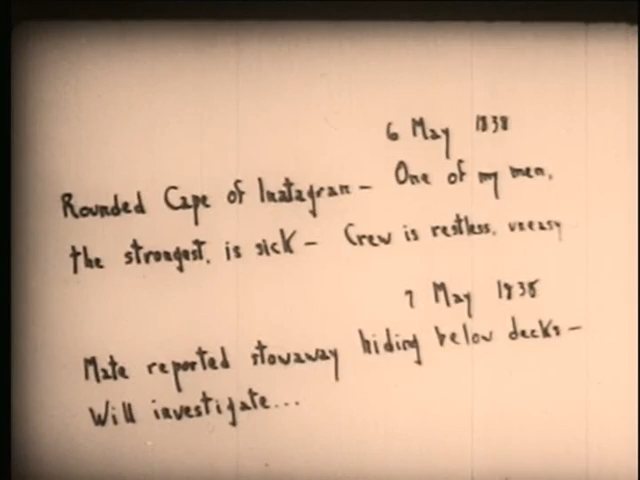 6 May 1838
Rounded Cape of – One of my men,
the strongest, is sick – Crew is restless, uneasy
7 May 1838
Mate reported stowaway hiding below decks –
Will investigate...